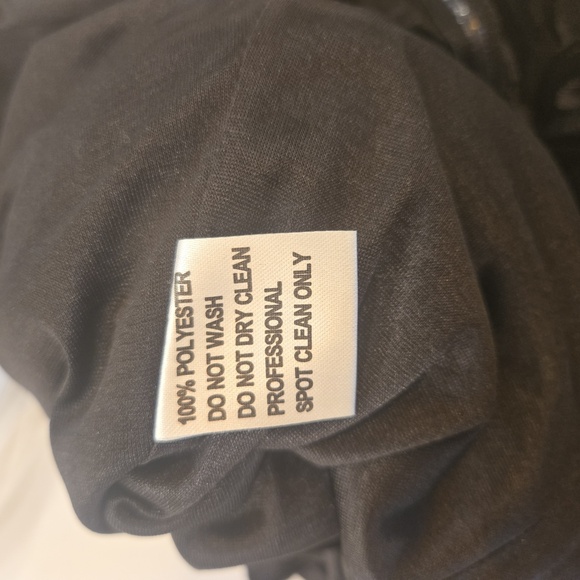 100% POLYESTER
DO NOT WASH
DO NOT DRY CLEAN
PROFESSIONAL
SPOT CLEAN ONLY